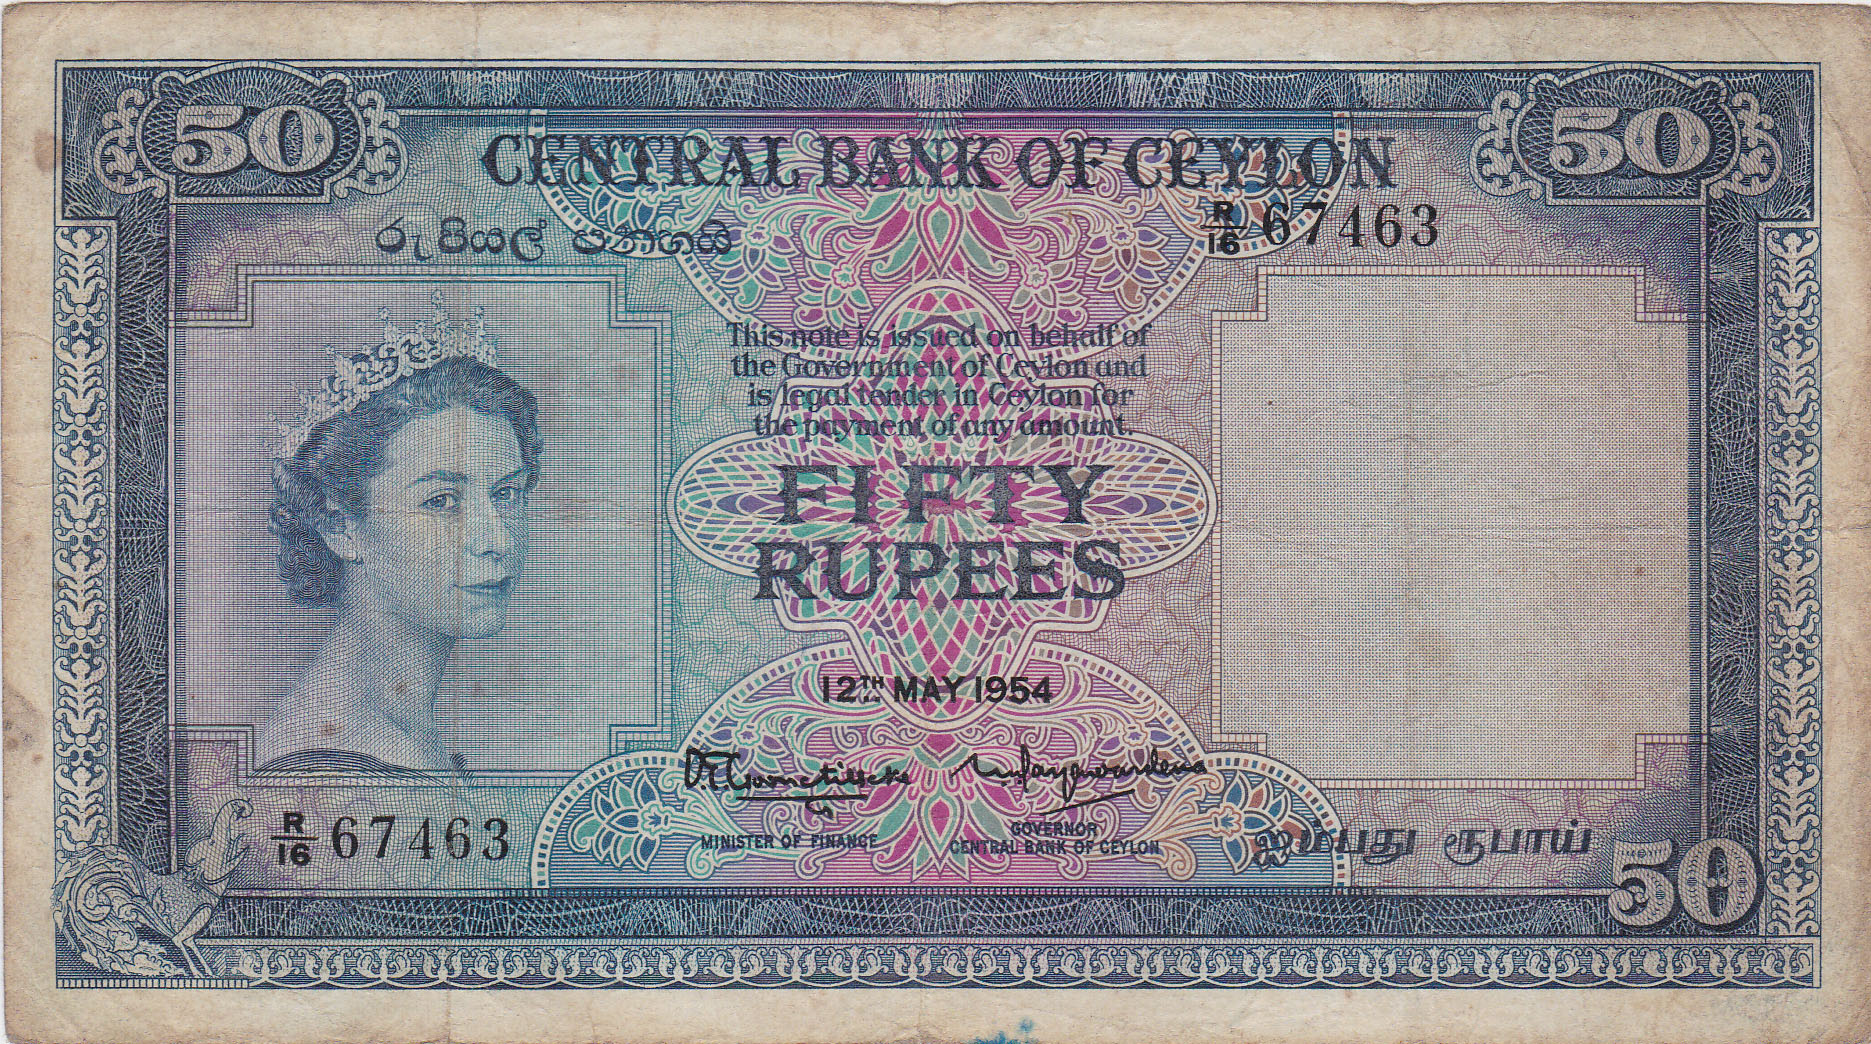 50
50
CENTRAL BANK OF CEYLON
රුපියල් පනහයි
R/16 67463
This note is issued on behalf of
the Government of Ceylon and
is legal tender in Ceylon for
the payment of any amount.
FIFTY
RUPEES
12TH MAY 1954
MINISTER OF FINANCE
GOVERNOR
CENTRAL BANK OF CEYLON
R/16 67463
ஐம்பது ரூபாய்
50